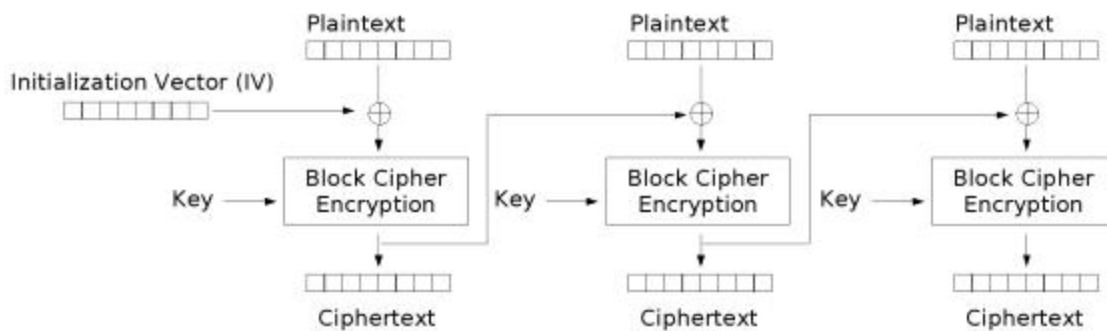 Plaintext
Plaintext
Plaintext
Initialization Vector (IV)
Key
Block Cipher
Encryption
Key
Block Cipher
Encryption
Key
Block Cipher
Encryption
Ciphertext
Ciphertext
Ciphertext